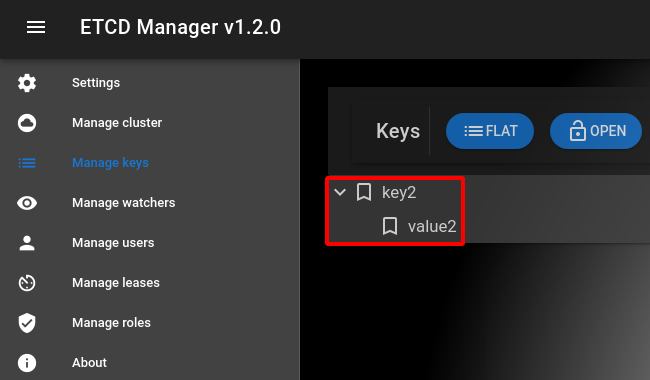 ETCD Manager v1.2.0
Settings
Manage cluster
Manage keys
Manage watchers
Manage users
Manage leases
Manage roles
About
Keys
FLAT
OPEN
key2
value2